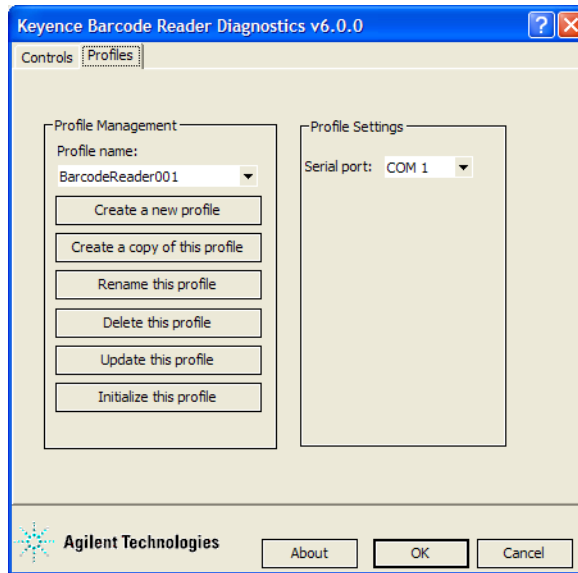 Keyence Barcode Reader Diagnostics v6.0.0
Controls
Profiles
Profile Management
Profile name:
BarcodeReader001
Create a new profile
Create a copy of this profile
Rename this profile
Delete this profile
Update this profile
Initialize this profile
Profile Settings
Serial port: COM 1
Agilent Technologies
About
OK
Cancel